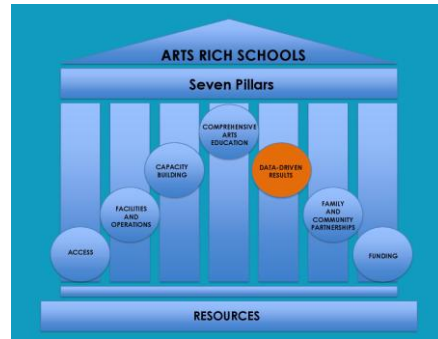 ARTS RICH SCHOOLS
Seven Pillars
COMPREHENSIVE
ARTS
EDUCATION
CAPACITY
BUILDING
DATA-DRIVEN
RESULTS
FACILITIES
AND
OPERATIONS
FAMILY
AND
COMMUNITY
PARTNERSHIPS
ACCESS
FUNDING
RESOURCES